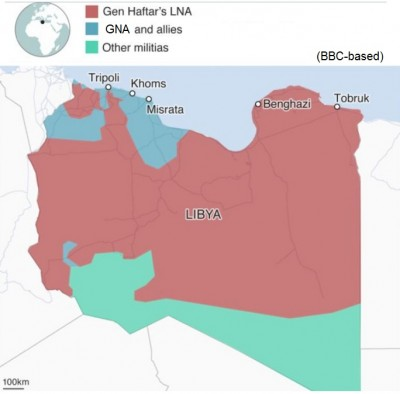 Gen Haftar's LNA
GNA and allies
Other militias
(BBC-based)
Tripoli
Khoms
Misrata
Benghazi
Tobruk
LIBYA
100km